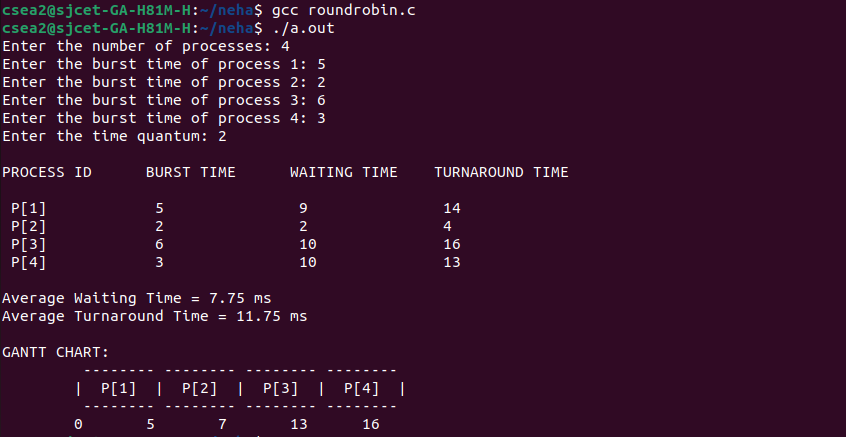 csea2@sjcet-GA-H81M-H:~/neha$ gcc roundrobin.c
csea2@sjcet-GA-H81M-H:~/neha$ ./a.out
Enter the number of processes: 4
Enter the burst time of process 1: 5
Enter the burst time of process 2: 2
Enter the burst time of process 3: 6
Enter the burst time of process 4: 3
Enter the time quantum: 2
PROCESS ID BURST TIME WAITING TIME TURNAROUND TIME
P[1] 5 9 14
P[2] 2 2 4
P[3] 6 10 16
P[4] 3 10 13
Average Waiting Time = 7.75 ms
Average Turnaround Time = 11.75 ms
GANTT CHART:
-------- -------- -------- --------
| P[1] | P[2] | P[3] | P[4] |
-------- -------- -------- --------
0 5 7 13 16